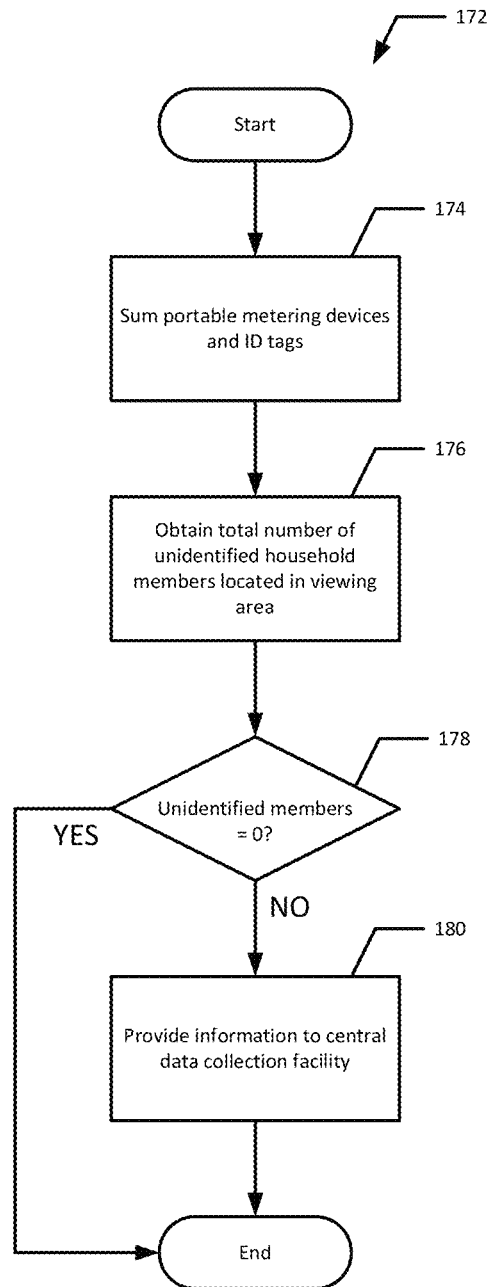 172
Start
174
Sum portable metering devices
and ID tags
176
Obtain total number of
unidentified household
members located in viewing
area
178
Unidentified members
= 0?
YES
NO
180
Provide information to central
data collection facility
End